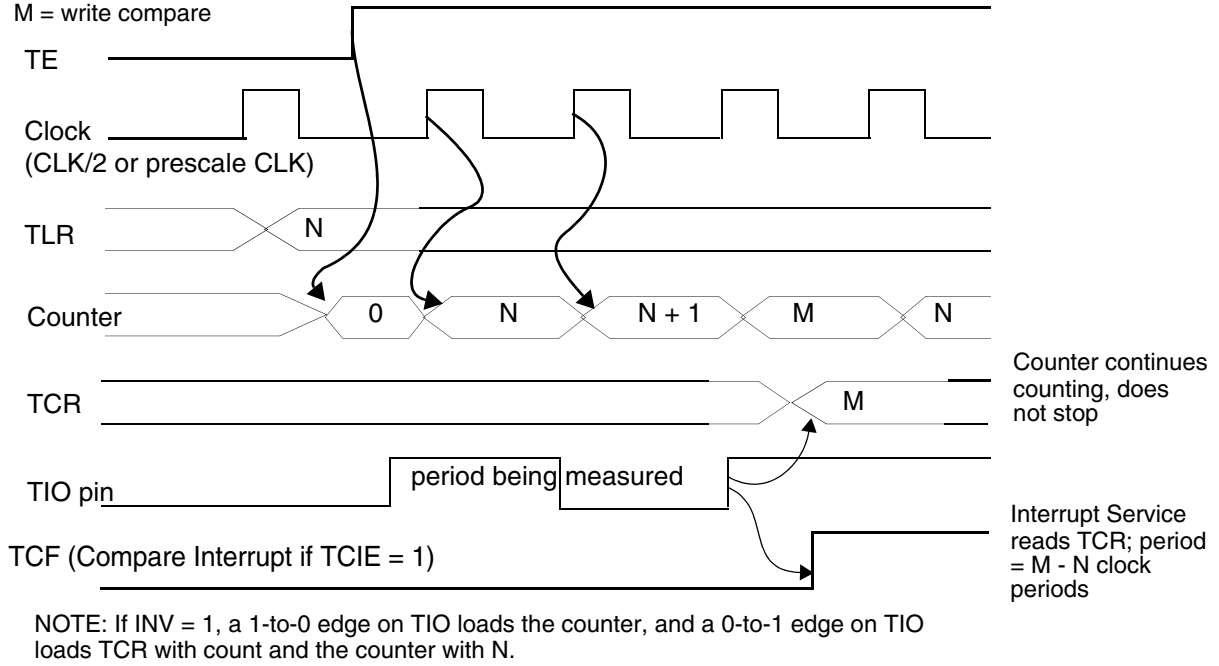 M = write compare
TE
Clock
(CLK/2 or prescale CLK)
TLR
N
Counter
0
N
N + 1
M
N
TCR
M
Counter continues
counting, does
not stop
TIO pin
period being measured
TCF (Compare Interrupt if TCIE = 1)
Interrupt Service
reads TCR; period
= M - N clock
periods
NOTE: If INV = 1, a 1-to-0 edge on TIO loads the counter, and a 0-to-1 edge on TIO
loads TCR with count and the counter with N.